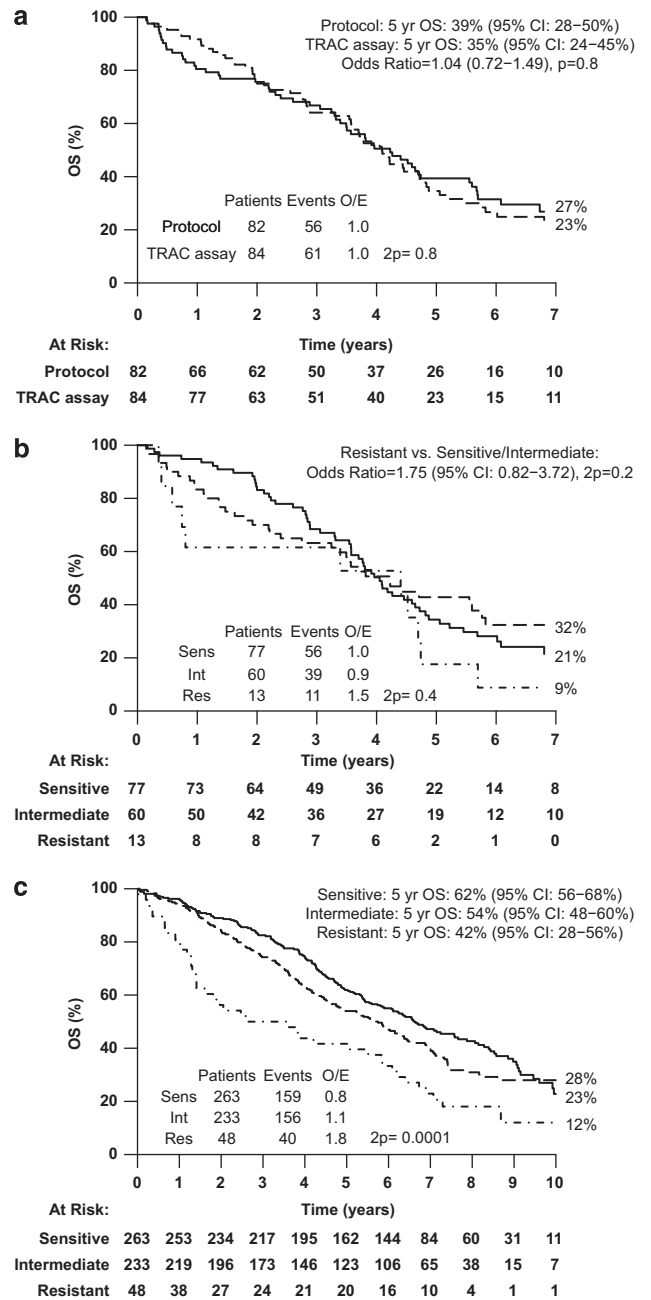 a
100
80
60
40
20
0
OS (%)
Protocol: 5 yr OS: 39% (95% CI: 28–50%)
TRAC assay: 5 yr OS: 35% (95% CI: 24–45%)
Odds Ratio=1.04 (0.72–1.49), p=0.8
Patients Events O/E
Protocol 82 56 1.0
TRAC assay 84 61 1.0 2p= 0.8
27%
23%
0 1 2 3 4 5 6 7
At Risk: Time (years)
Protocol 82 66 62 50 37 26 16 10
TRAC assay 84 77 63 51 40 23 15 11
b
100
80
60
40
20
0
OS (%)
Resistant vs. Sensitive/Intermediate:
Odds Ratio=1.75 (95% CI: 0.82–3.72), 2p=0.2
Patients Events O/E
Sens 77 56 1.0
Int 60 39 0.9
Res 13 11 1.5 2p= 0.4
32%
21%
9%
0 1 2 3 4 5 6 7
At Risk: Time (years)
Sensitive 77 73 64 49 36 22 14 8
Intermediate 60 50 42 36 27 19 12 10
Resistant 13 8 8 7 6 2 1 0
c
100
80
60
40
20
0
OS (%)
Sensitive: 5 yr OS: 62% (95% CI: 56–68%)
Intermediate: 5 yr OS: 54% (95% CI: 48–60%)
Resistant: 5 yr OS: 42% (95% CI: 28–56%)
Patients Events O/E
Sens 263 159 0.8
Int 233 156 1.1
Res 48 40 1.8 2p= 0.0001
28%
23%
12%
0 1 2 3 4 5 6 7 8 9 10
At Risk: Time (years)
Sensitive 263 253 234 217 195 162 144 84 60 31 11
Intermediate 233 219 196 173 146 123 106 65 38 15 7
Resistant 48 38 27 24 21 20 16 10 4 1 1